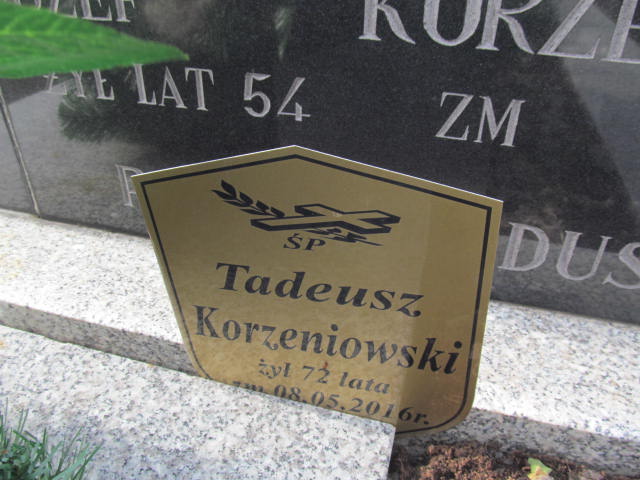 KORZE
ŻYŁ LAT 54
ZM
DUS
ŚP
Tadeusz
Korzeniowski
żył 72 lata
zm 08.05.2016r.